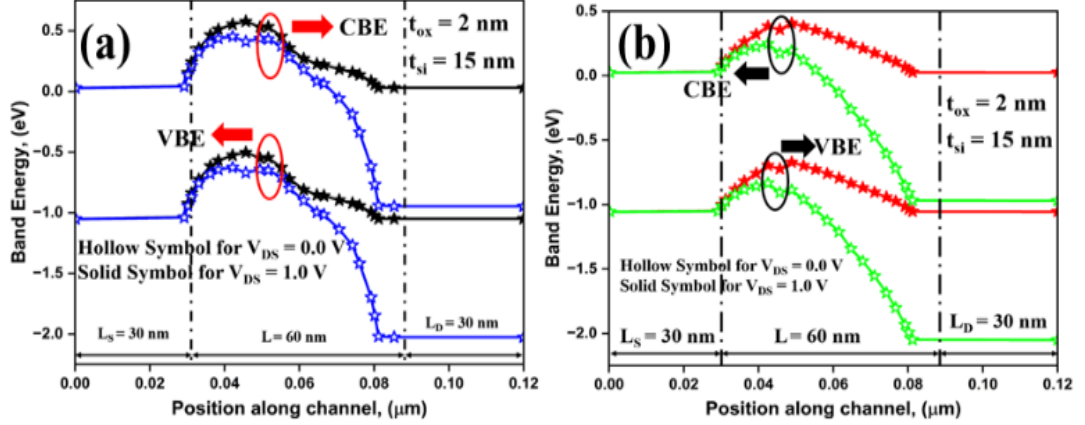 (a)
CBE
t_ox = 2 nm
t_si = 15 nm
VBE
Hollow Symbol for V_DS = 0.0 V
Solid Symbol for V_DS = 1.0 V
L_S = 30 nm
L = 60 nm
L_D = 30 nm
0.5
0.0
−0.5
−1.0
−1.5
−2.0
Band Energy, (eV)
0.00 0.02 0.04 0.06 0.08 0.10 0.12
Position along channel, (μm)
(b)
CBE
t_ox = 2 nm
t_si = 15 nm
VBE
Hollow Symbol for V_DS = 0.0 V
Solid Symbol for V_DS = 1.0 V
L_S = 30 nm
L = 60 nm
L_D = 30 nm
0.5
0.0
−0.5
−1.0
−1.5
−2.0
Band Energy, (eV)
0.00 0.02 0.04 0.06 0.08 0.10 0.12
Position along channel, (μm)